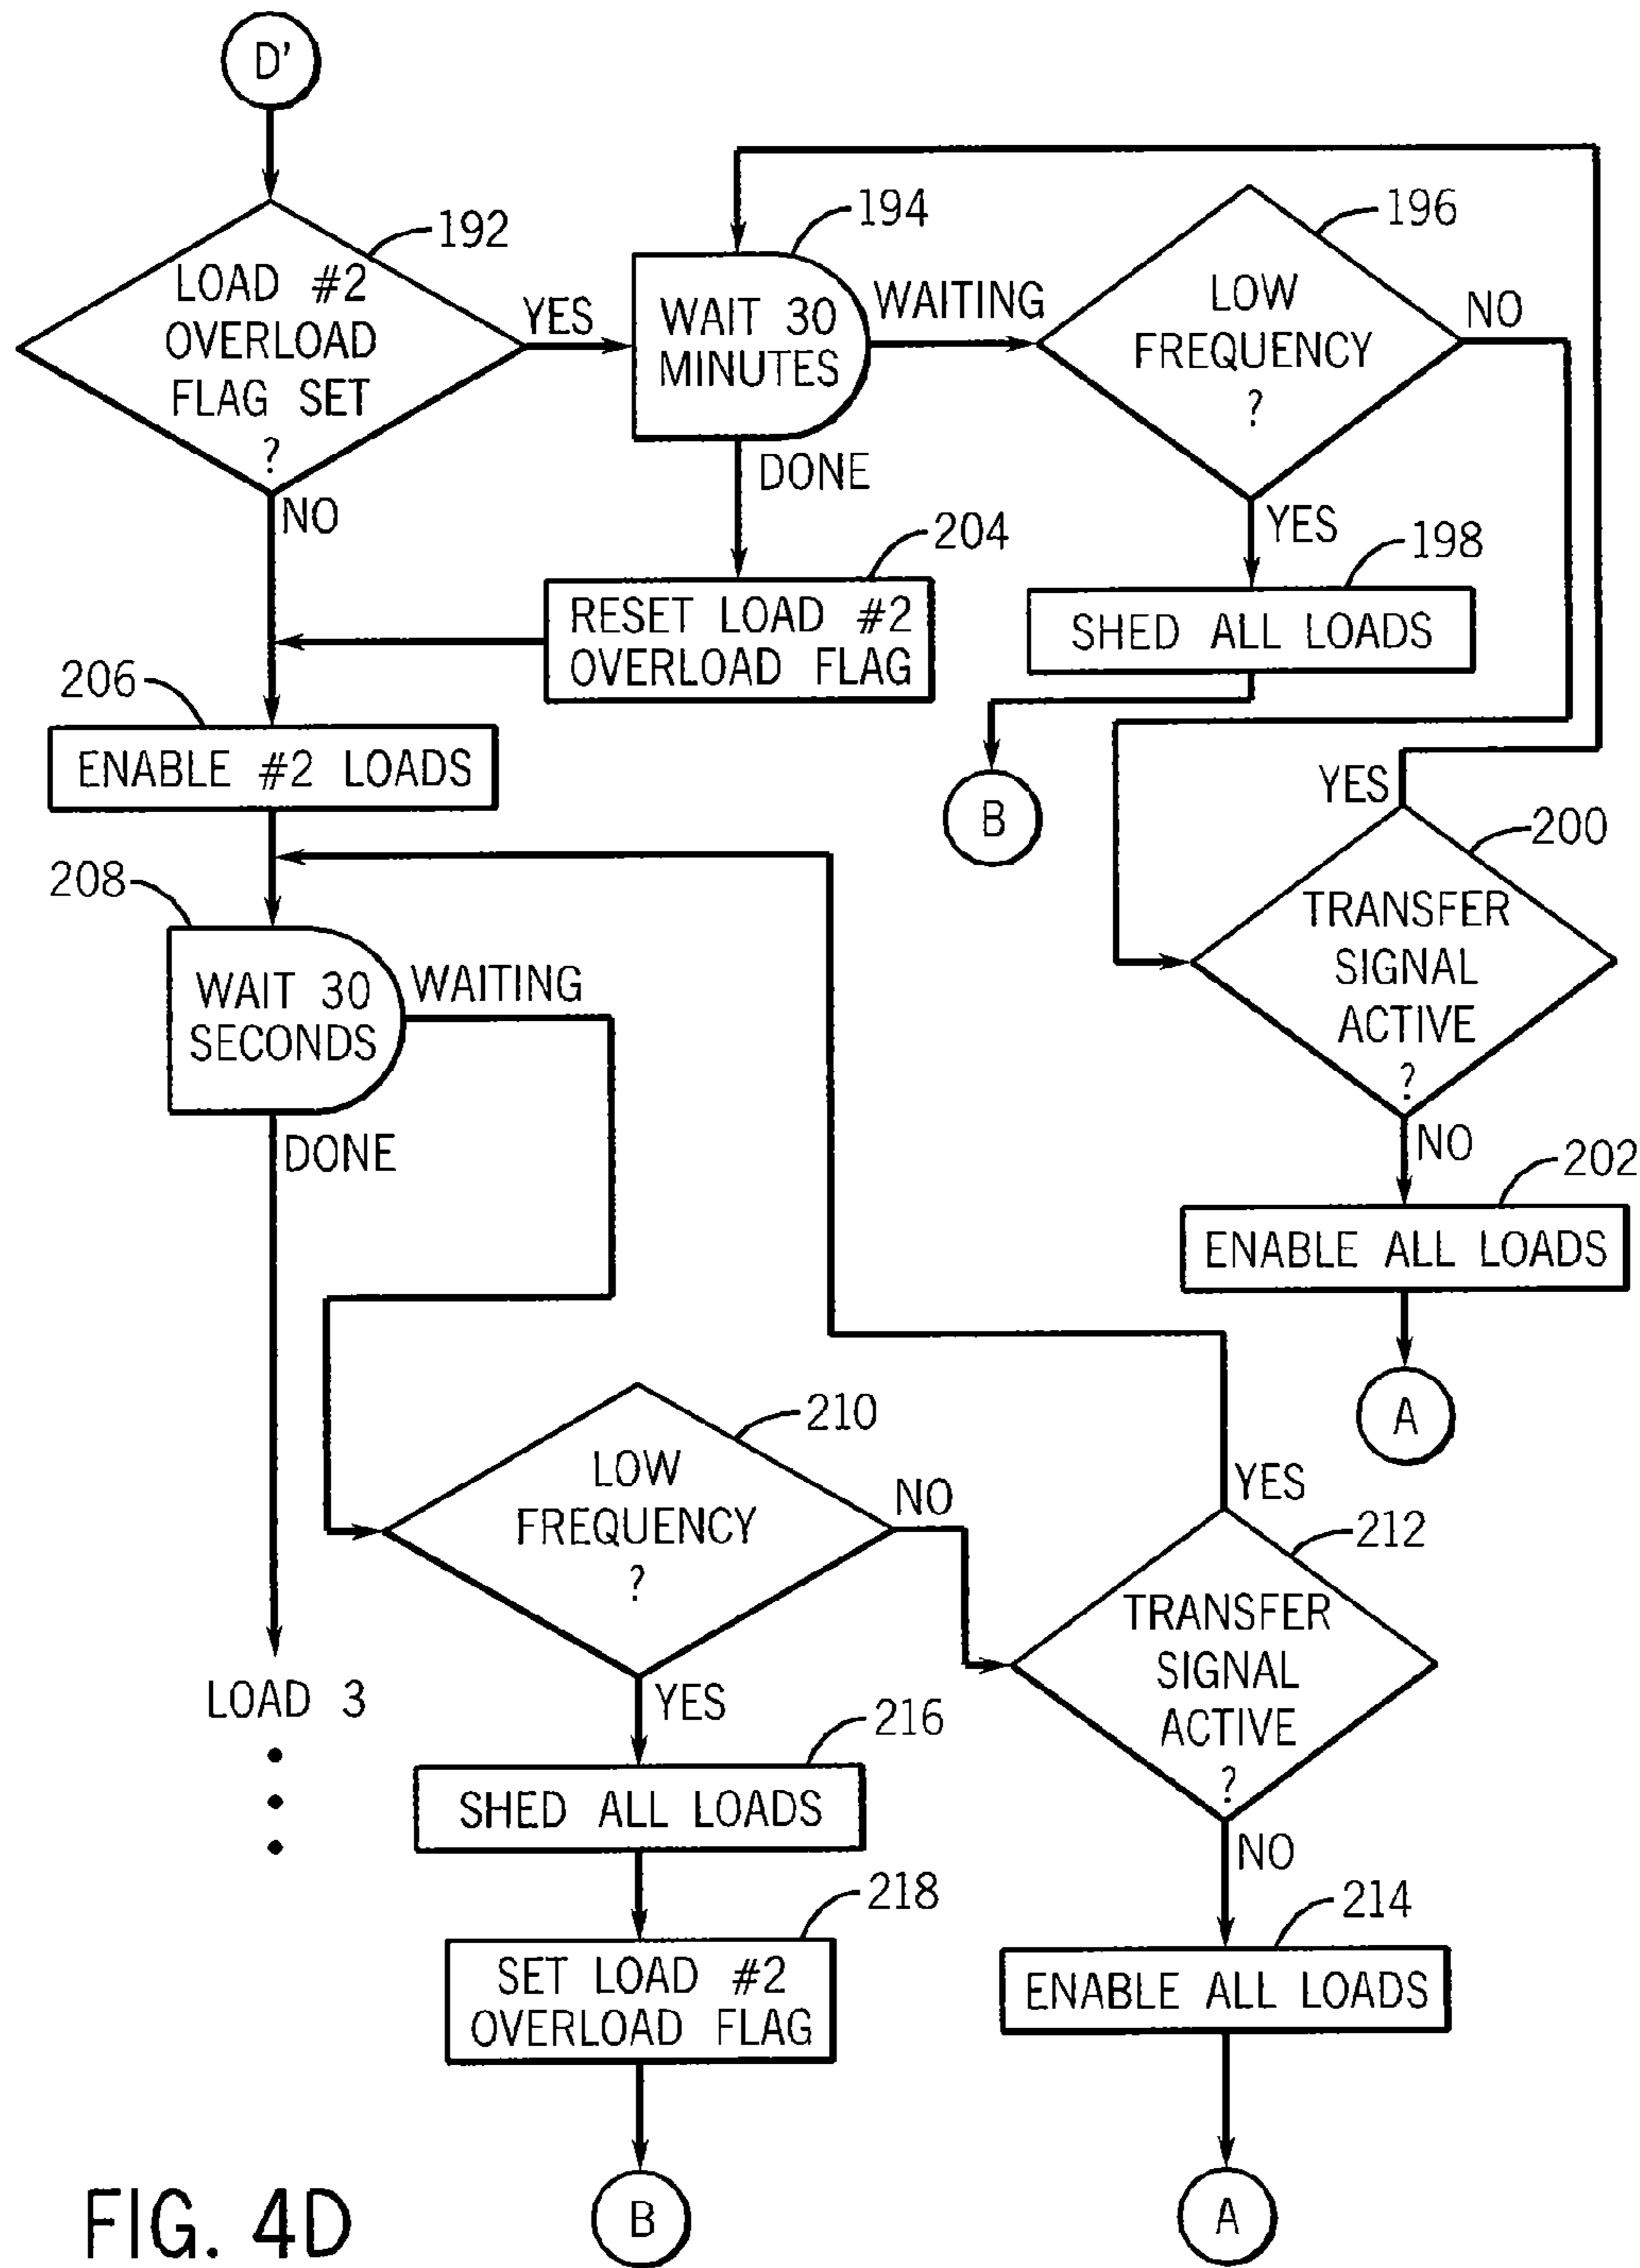 D'
192
LOAD #2
OVERLOAD
FLAG SET
?
YES
NO
194
WAIT 30
MINUTES
WAITING
DONE
196
LOW
FREQUENCY
?
NO
YES
198
SHED ALL LOADS
B
204
RESET LOAD #2
OVERLOAD FLAG
206
ENABLE #2 LOADS
YES
200
TRANSFER
SIGNAL
ACTIVE
?
NO
202
ENABLE ALL LOADS
A
208
WAIT 30
SECONDS
WAITING
DONE
LOAD 3
210
LOW
FREQUENCY
?
NO
YES
YES
212
TRANSFER
SIGNAL
ACTIVE
?
NO
216
SHED ALL LOADS
218
SET LOAD #2
OVERLOAD FLAG
B
214
ENABLE ALL LOADS
A
FIG. 4D